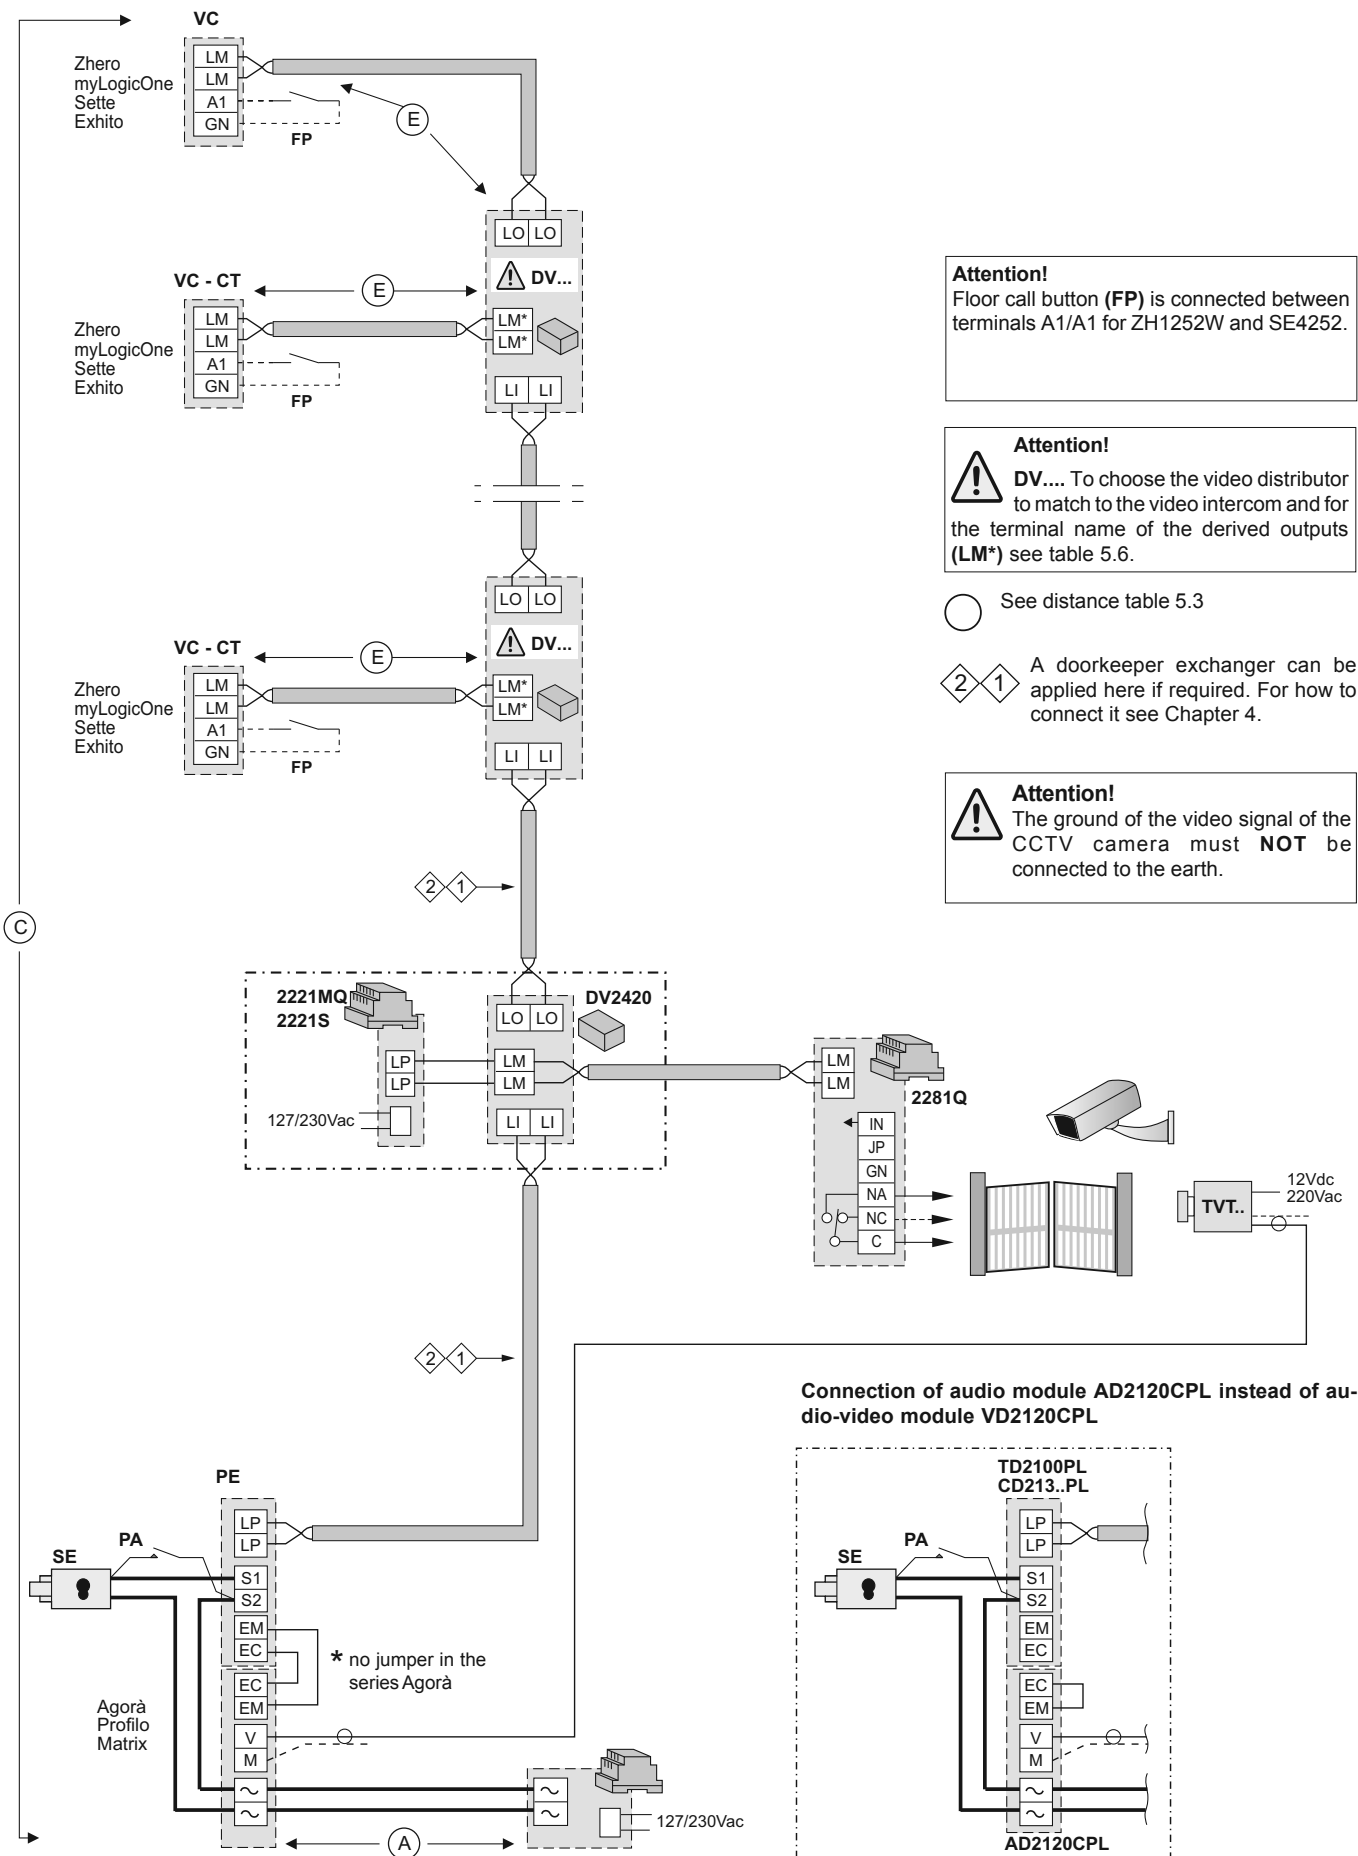 VC
Zhero
myLogicOne
Sette
Exhito
LM
LM
A1
GN
FP
E
LO LO
DV...
VC - CT
E
Zhero
myLogicOne
Sette
Exhito
LM
LM
A1
GN
FP
LM*
LM*
LI LI
LO LO
DV...
VC - CT
E
Zhero
myLogicOne
Sette
Exhito
LM
LM
A1
GN
FP
LM*
LM*
LI LI
C
2 1
Attention!
Floor call button (FP) is connected between
terminals A1/A1 for ZH1252W and SE4252.
Attention!
DV.... To choose the video distributor
to match to the video intercom and for
the terminal name of the derived outputs
(LM*) see table 5.6.
See distance table 5.3
2 1
A doorkeeper exchanger can be
applied here if required. For how to
connect it see Chapter 4.
Attention!
The ground of the video signal of the
CCTV camera must NOT be
connected to the earth.
2221MQ
2221S
LP
LP
127/230Vac
DV2420
LO LO
LM
LM
LI LI
LM
LM
2281Q
IN
JP
GN
NA
NC
C
TVT..
12Vdc
220Vac
2 1
PE
LP
LP
S1
S2
EM
EC
EC
EM
V
M
~
~
SE
PA
* no jumper in the
series Agorà
Agorà
Profilo
Matrix
A
~
~
127/230Vac
Connection of audio module AD2120CPL instead of au-
dio-video module VD2120CPL
TD2100PL
CD213..PL
LP
LP
S1
S2
EM
EC
EC
EM
V
M
~
~
SE
PA
AD2120CPL